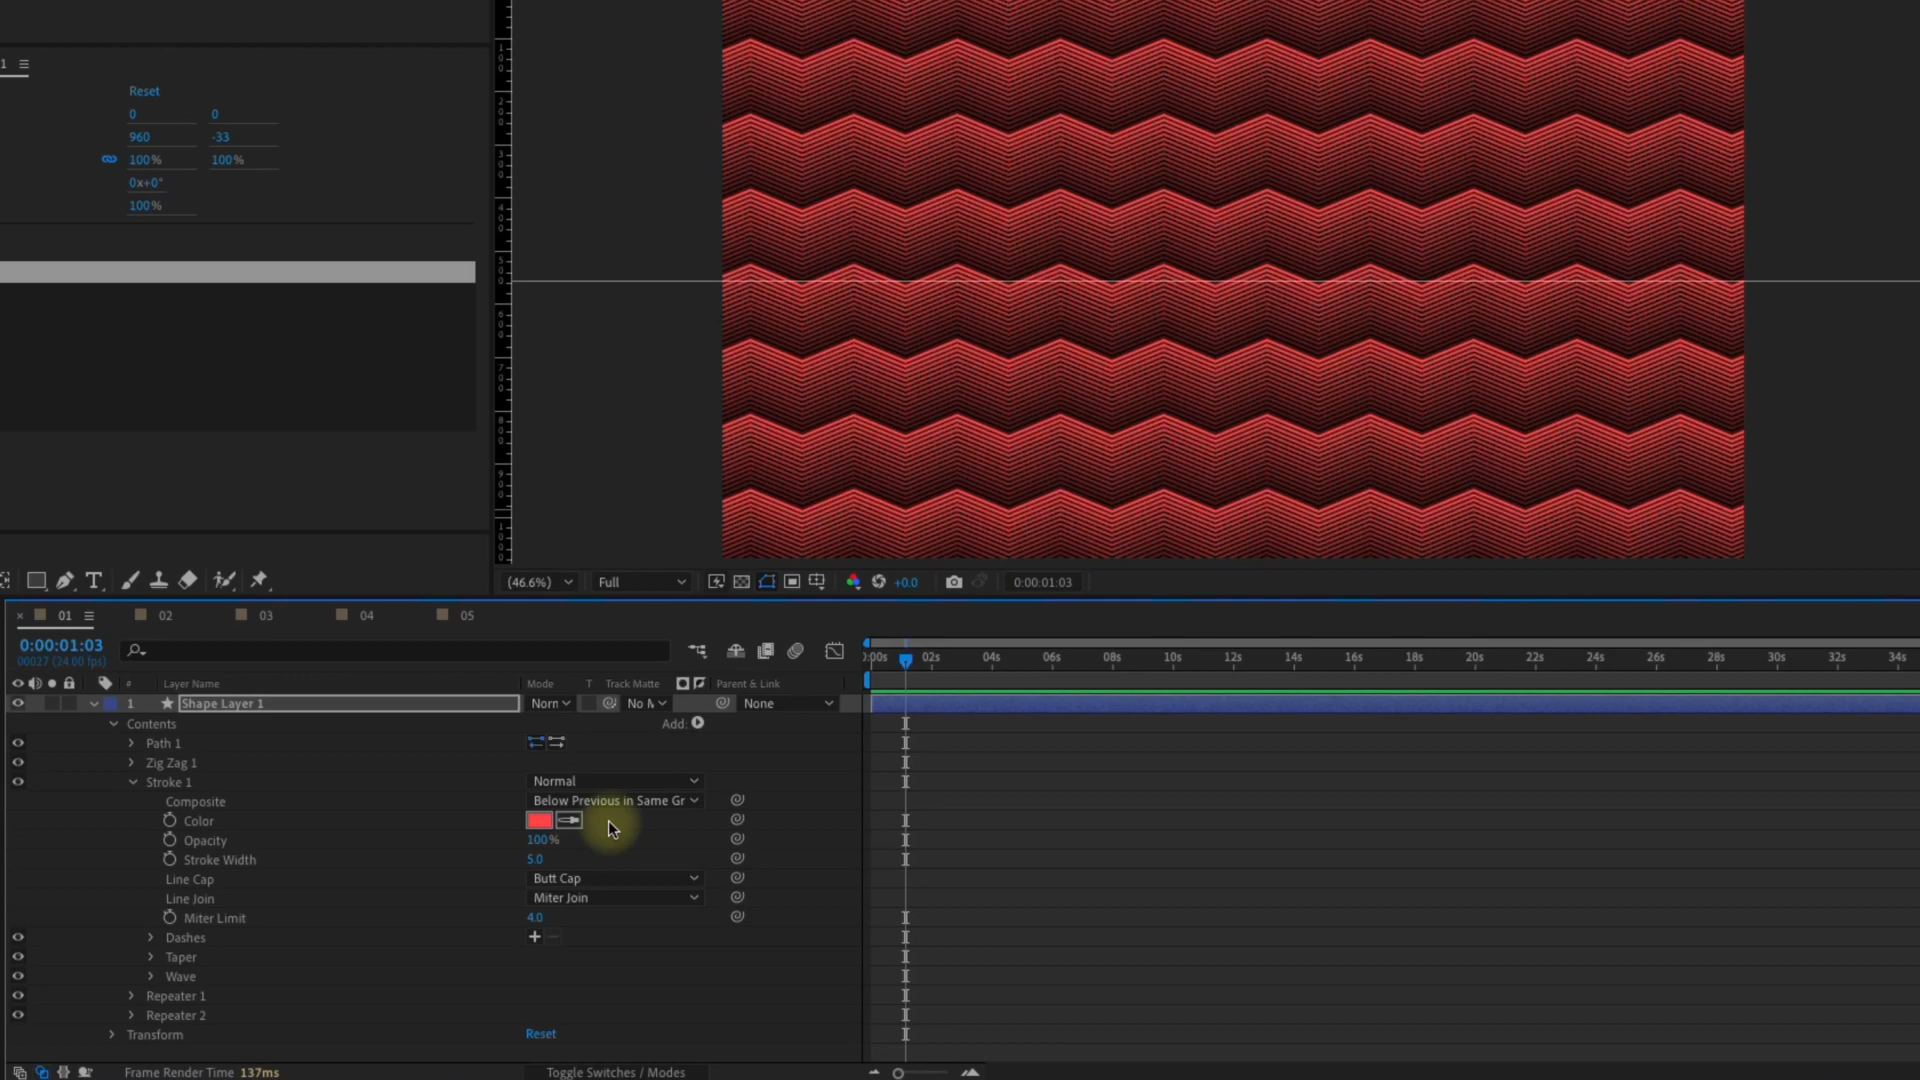 1
Reset
0 0
960 -33
100% 100%
0x+0°
100%
(46.6%) Full +0.0 0:00:01:03
01 02 03 04 05
0:00:01:03
00027 (24.00 fps)
0:00s 02s 04s 06s 08s 10s 12s 14s 16s 18s 20s 22s 24s 26s 28s 30s 32s 34s
# Layer Name Mode T Track Matte Parent & Link
1 Shape Layer 1 Norn No M None
Contents Add:
Path 1
Zig Zag 1
Stroke 1 Normal
Composite Below Previous in Same Gr
Color
Opacity 100%
Stroke Width 5.0
Line Cap Butt Cap
Line Join Miter Join
Miter Limit 4.0
Dashes
Taper
Wave
Repeater 1
Repeater 2
Transform Reset
Frame Render Time 137ms Toggle Switches / Modes